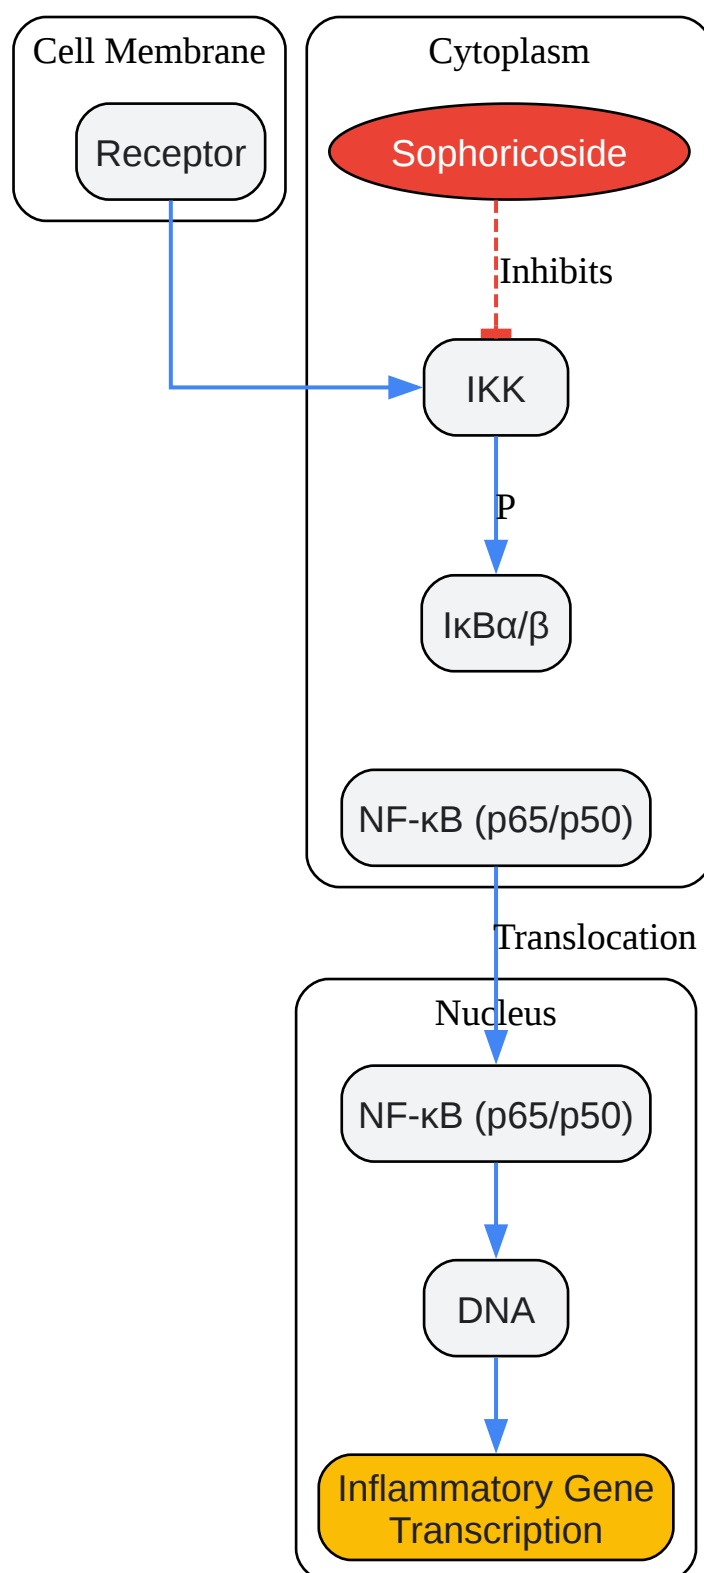 Cell Membrane
Receptor
Cytoplasm
Sophoricoside
Inhibits
IKK
P
IκBα/β
NF-κB (p65/p50)
Translocation
Nucleus
NF-κB (p65/p50)
DNA
Inflammatory Gene
Transcription